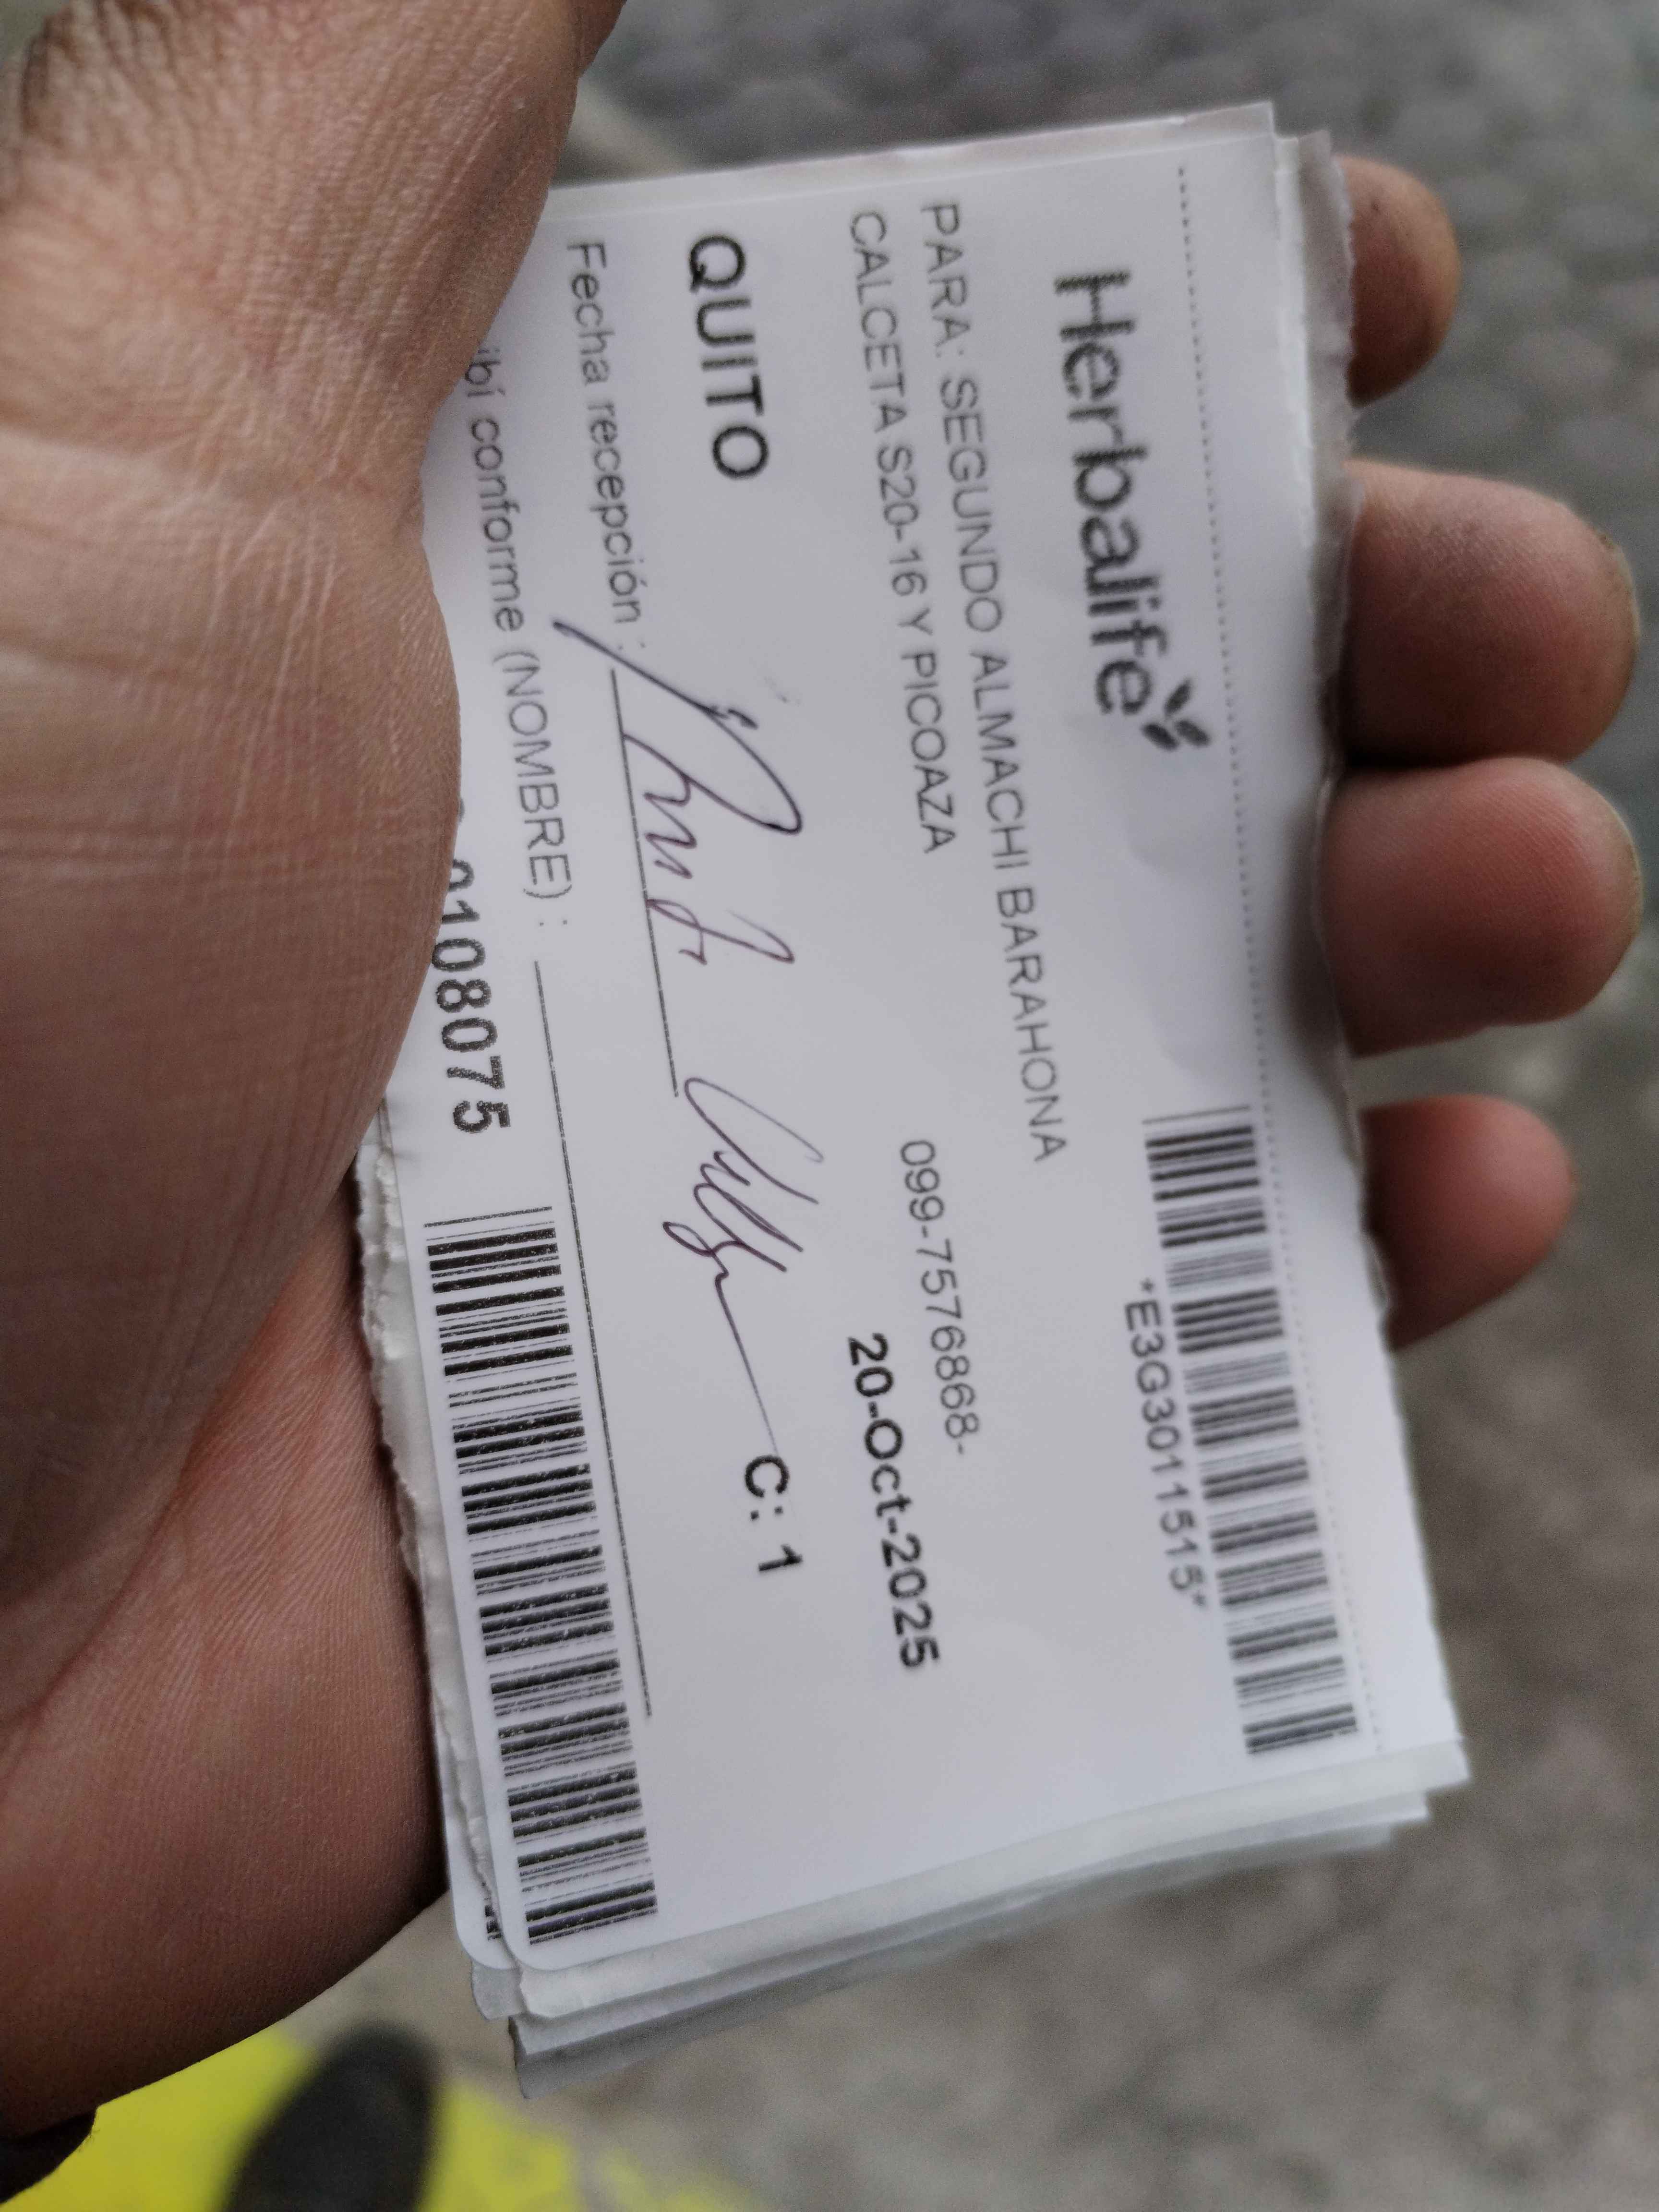 Herbalife
*E3G3011515*
PARA: SEGUNDO ALMACHI BARAHONA
CALCETA S20-16 Y PICOAZA
099-7576868-
20-Oct-2025
QUITO
C: 1
Fecha recepción :
ibí conforme (NOMBRE) :
0108075